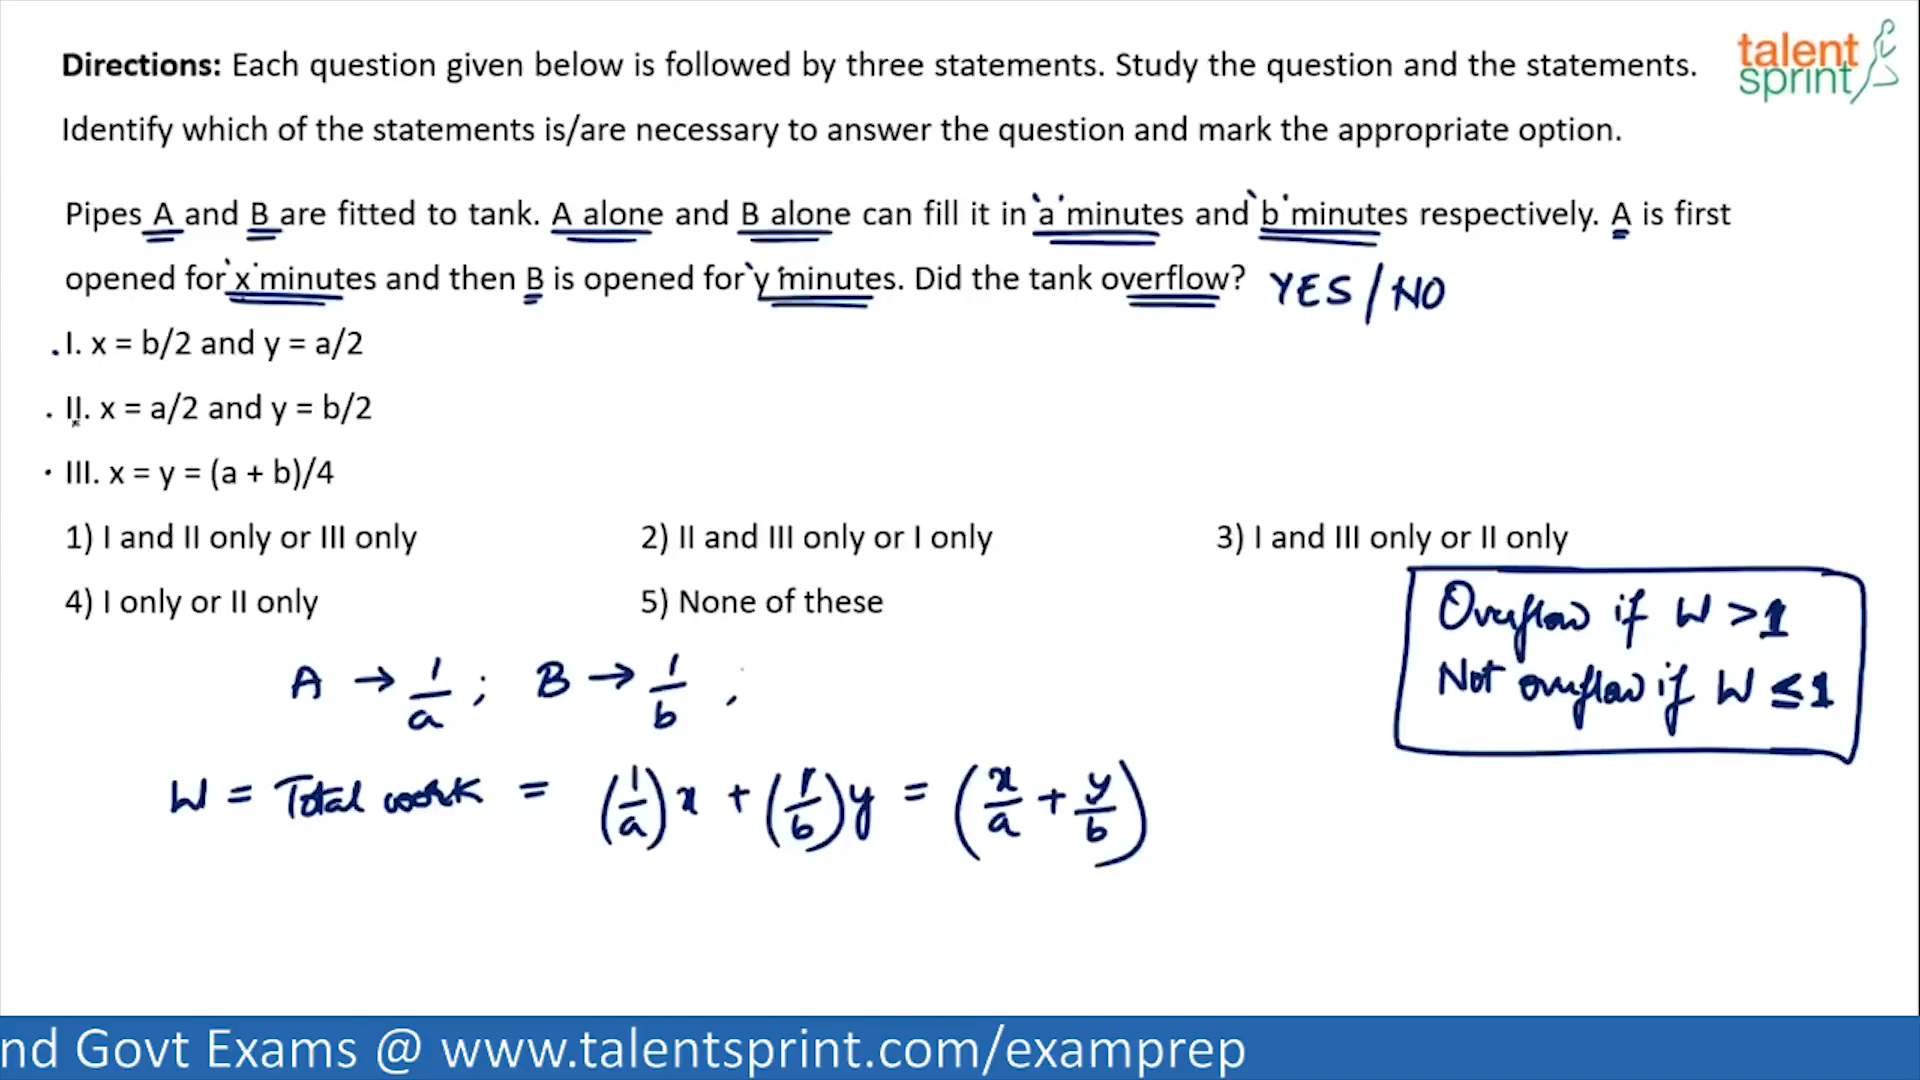 talent
sprint
Directions: Each question given below is followed by three statements. Study the question and the statements.
Identify which of the statements is/are necessary to answer the question and mark the appropriate option.
Pipes A and B are fitted to tank. A alone and B alone can fill it in 'a' minutes and 'b' minutes respectively. A is first
opened for 'x' minutes and then B is opened for 'y' minutes. Did the tank overflow? YES/NO
I. x = b/2 and y = a/2
II. x = a/2 and y = b/2
III. x = y = (a + b)/4
1) I and II only or III only 2) II and III only or I only 3) I and III only or II only
4) I only or II only 5) None of these
Overflow if W > 1
Not overflow if W ≤ 1
A → 1/a ; B → 1/b ;
W = Total work = (1/a)x + (1/b)y = (x/a + y/b)
nd Govt Exams @ www.talentsprint.com/examprep